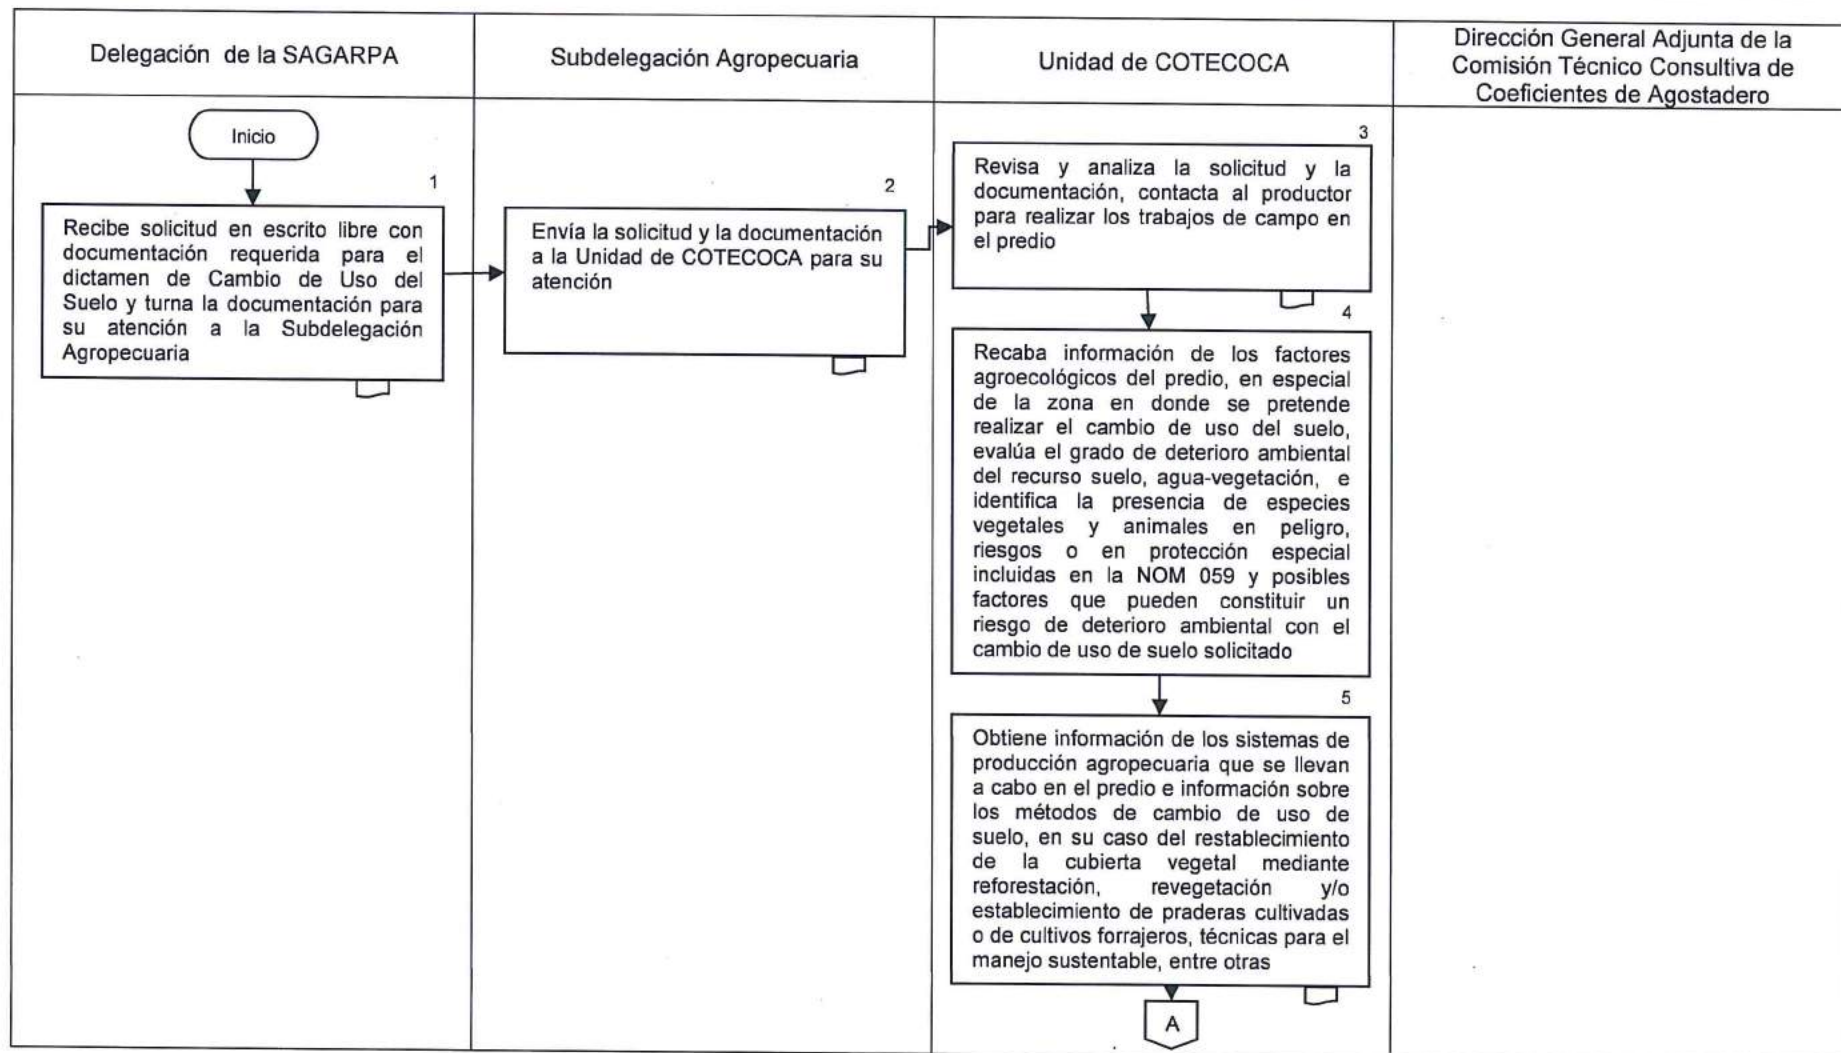 Delegación de la SAGARPA
Subdelegación Agropecuaria
Unidad de COTECOCA
Dirección General Adjunta de la
Comisión Técnico Consultiva de
Coeficientes de Agostadero
Inicio
1
Recibe solicitud en escrito libre con
documentación requerida para el
dictamen de Cambio de Uso del
Suelo y turna la documentación para
su atención a la Subdelegación
Agropecuaria
2
Envía la solicitud y la documentación
a la Unidad de COTECOCA para su
atención
3
Revisa y analiza la solicitud y la
documentación, contacta al productor
para realizar los trabajos de campo en
el predio
4
Recaba información de los factores
agroecológicos del predio, en especial
de la zona en donde se pretende
realizar el cambio de uso del suelo,
evalúa el grado de deterioro ambiental
del recurso suelo, agua-vegetación, e
identifica la presencia de especies
vegetales y animales en peligro,
riesgos o en protección especial
incluidas en la NOM 059 y posibles
factores que pueden constituir un
riesgo de deterioro ambiental con el
cambio de uso de suelo solicitado
5
Obtiene información de los sistemas de
producción agropecuaria que se llevan
a cabo en el predio e información sobre
los métodos de cambio de uso de
suelo, en su caso del restablecimiento
de la cubierta vegetal mediante
reforestación, revegetación y/o
establecimiento de praderas cultivadas
o de cultivos forrajeros, técnicas para el
manejo sustentable, entre otras
A